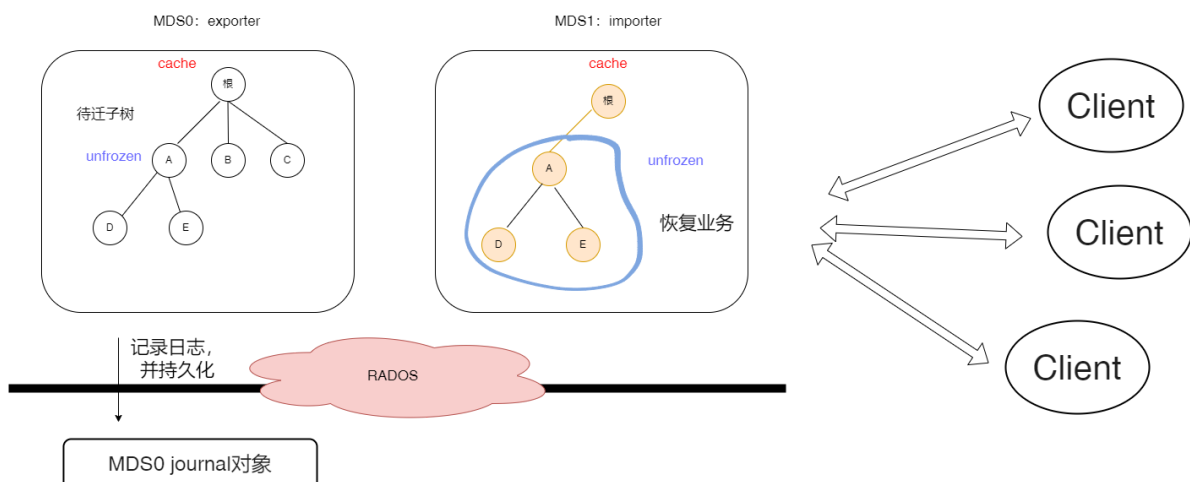 MDS0：exporter
MDS1：importer
cache
cache
根
根
待迁子树
unfrozen
A
B
C
A
unfrozen
D
E
D
E
恢复业务
Client
Client
Client
记录日志，
并持久化
RADOS
MDS0 journal对象